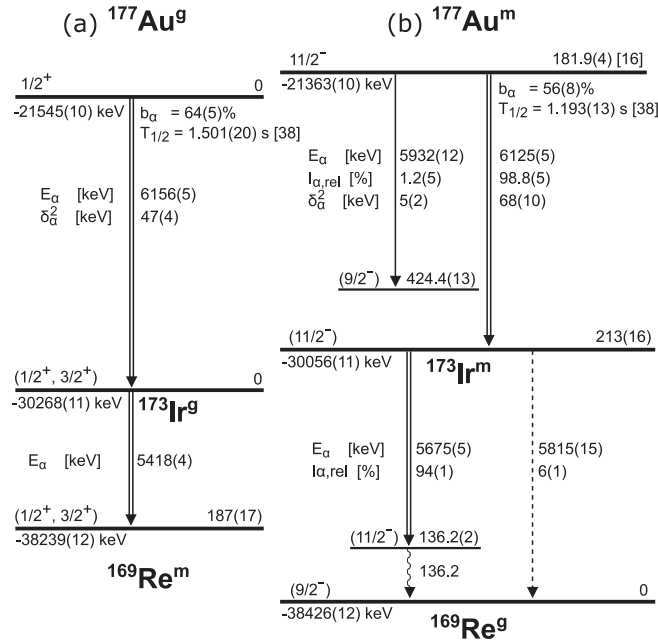 (a) ¹⁷⁷Auᵍ
1/2⁺ 0
-21545(10) keV
bα = 64(5)%
T1/2 = 1.501(20) s [38]
Eα [keV] 6156(5)
δ²α [keV] 47(4)
(1/2⁺, 3/2⁺) 0
-30268(11) keV
¹⁷³Irᵍ
Eα [keV] 5418(4)
(1/2⁺, 3/2⁺) 187(17)
-38239(12) keV
¹⁶⁹Reᵐ
(b) ¹⁷⁷Auᵐ
11/2⁻ 181.9(4) [16]
-21363(10) keV
bα = 56(8)%
T1/2 = 1.193(13) s [38]
Eα [keV] 5932(12) 6125(5)
Iα,rel [%] 1.2(5) 98.8(5)
δ²α [keV] 5(2) 68(10)
(9/2⁻) 424.4(13)
(11/2⁻) 213(16)
-30056(11) keV
¹⁷³Irᵐ
Eα [keV] 5675(5) 5815(15)
Iα,rel [%] 94(1) 6(1)
(11/2⁻) 136.2(2)
136.2
(9/2⁻) 0
-38426(12) keV
¹⁶⁹Reᵍ